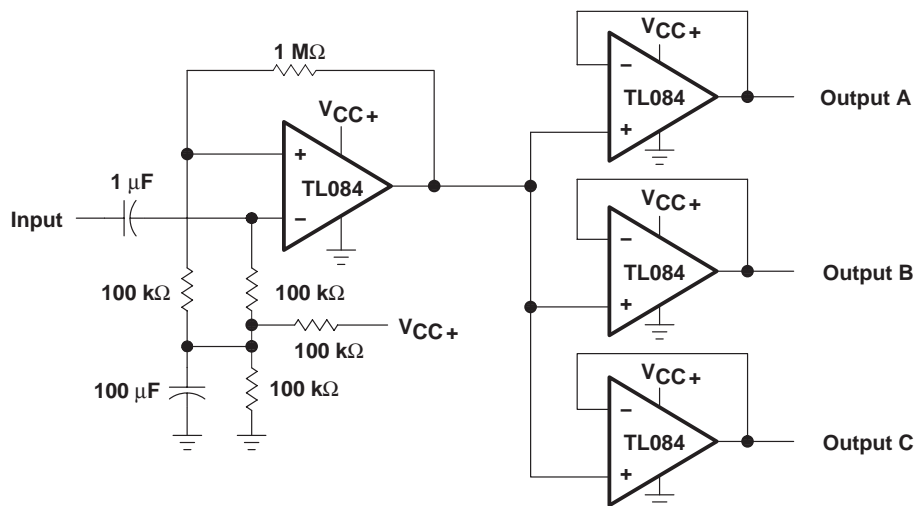 1 MΩ
VCC+
+
TL084
−
1 μF
Input
100 kΩ
100 kΩ
VCC+
100 kΩ
100 μF
100 kΩ
VCC+
−
TL084
+
Output A
VCC+
−
TL084
+
Output B
VCC+
−
TL084
+
Output C